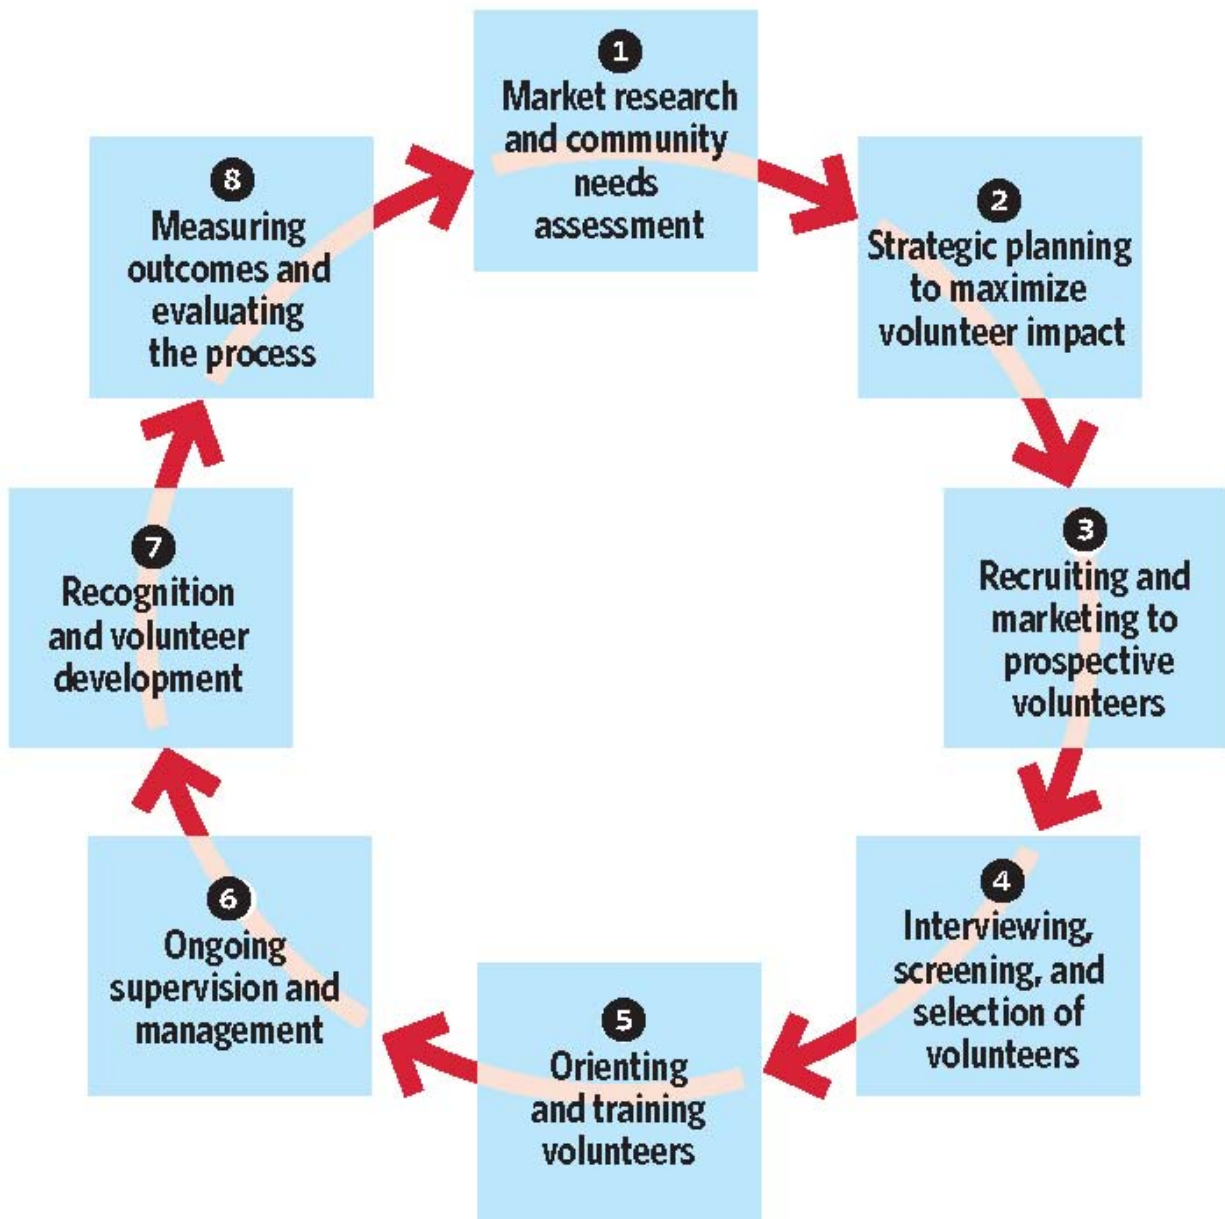 1
Market research
and community
needs
assessment
2
Strategic planning
to maximize
volunteer impact
3
Recruiting and
marketing to
prospective
volunteers
4
Interviewing,
screening, and
selection of
volunteers
5
Orienting
and training
volunteers
6
Ongoing
supervision and
management
7
Recognition
and volunteer
development
8
Measuring
outcomes and
evaluating
the process